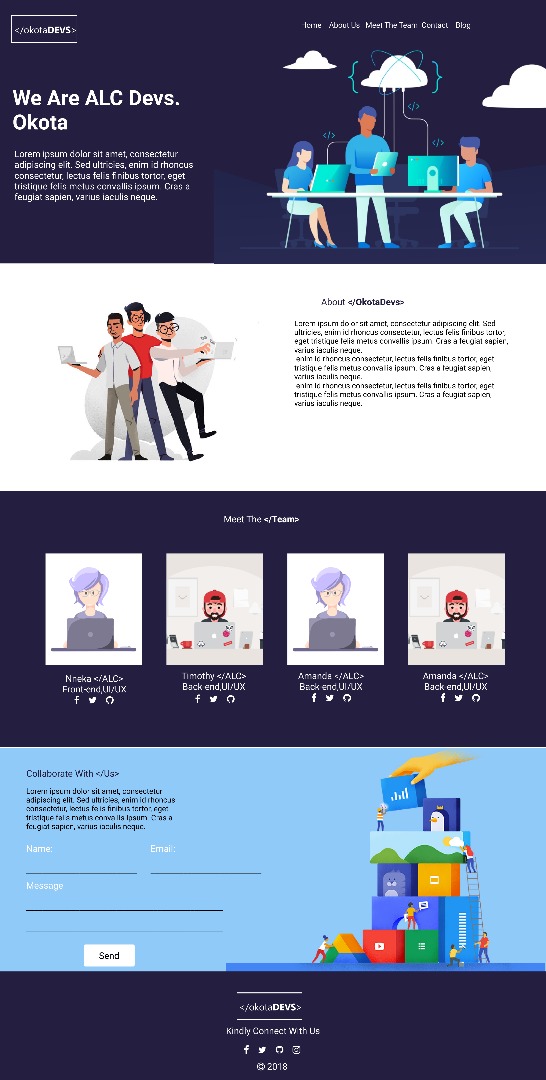 </okotaDEVS>
Home About Us Meet The Team Contact Blog
We Are ALC Devs.
Okota
Lorem ipsum dolor sit amet, consectetur
adipiscing elit. Sed ultricies, enim id rhoncus
consectetur, lectus felis finibus tortor, eget
tristique felis metus convallis ipsum. Cras a
feugiat sapien, varius iaculis neque.
</>
</>
</>
About </OkotaDevs>
Lorem ipsum dolor sit amet, consectetur adipiscing elit. Sed
ultricies, enim id rhoncus consectetur, lectus felis finibus tortor,
eget tristique felis metus convallis ipsum. Cras a feugiat sapien,
varius iaculis neque.
enim id rhoncus consectetur, lectus felis finibus tortor, eget
tristique felis metus convallis ipsum. Cras a feugiat sapien,
varius iaculis neque.
enim id rhoncus consectetur, lectus felis finibus tortor, eget
tristique felis metus convallis ipsum. Cras a feugiat sapien,
varius iaculis neque.
Meet The </Team>
Nneka </ALC>
Front-end,UI/UX
Timothy </ALC>
Back-end,UI/UX
Amanda </ALC>
Back-end,UI/UX
Amanda </ALC>
Back-end,UI/UX
Collaborate With </Us>
Lorem ipsum dolor sit amet, consectetur
adipiscing elit. Sed ultricies, enim id rhoncus
consectetur, lectus felis finibus tortor, eget
tristique felis metus convallis ipsum. Cras a
feugiat sapien, varius iaculis neque.
Name: Email:
Message
Send
</okotaDEVS>
Kindly Connect With Us
© 2018